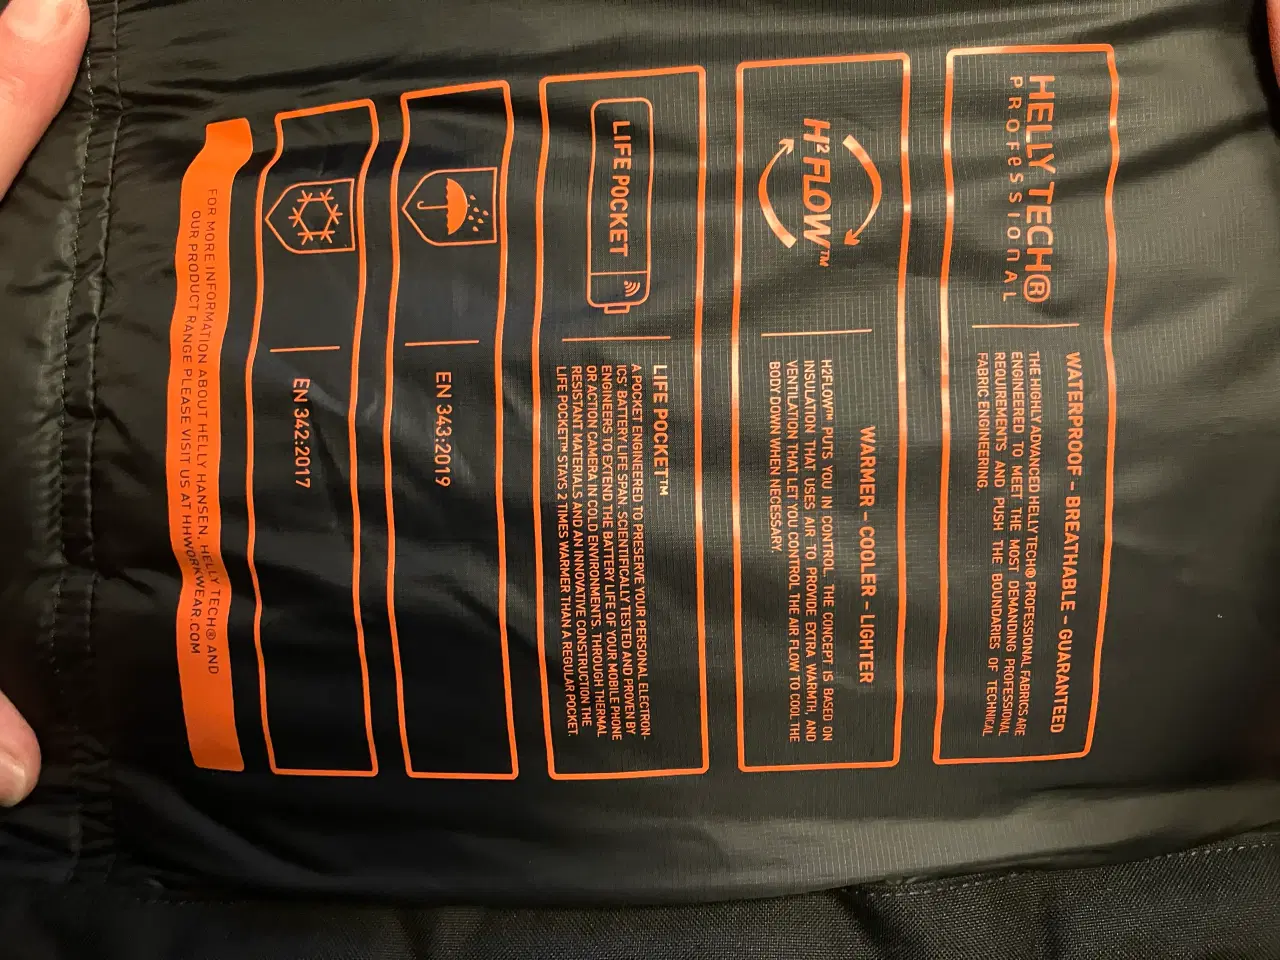 HELLY TECH®
PROFeSSIOnAL
WATERPROOF – BREATHABLE – GUARANTEED
THE HIGHLY ADVANCED HELLY TECH® PROFESSIONAL FABRICS ARE
ENGINEERED TO MEET THE MOST DEMANDING PROFESSIONAL
REQUIREMENTS AND PUSH THE BOUNDARIES OF TECHNICAL
FABRIC ENGINEERING.
H² FLOW™
WARMER – COOLER – LIGHTER
H2FLOW™ PUTS YOU IN CONTROL. THE CONCEPT IS BASED ON
INSULATION THAT USES AIR TO PROVIDE EXTRA WARMTH, AND
VENTILATION THAT LET YOU CONTROL THE AIR FLOW TO COOL THE
BODY DOWN WHEN NECESSARY.
LIFE POCKET
LIFE POCKET™
A POCKET ENGINEERED TO PRESERVE YOUR PERSONAL ELECTRON-
ICS' BATTERY LIFE SPAN. SCIENTIFICALLY TESTED AND PROVEN BY
ENGINEERS TO EXTEND THE BATTERY LIFE OF YOUR MOBILE PHONE
OR ACTION CAMERA IN COLD ENVIRONMENTS. THROUGH THERMAL
RESISTANT MATERIALS AND AN INNOVATIVE CONSTRUCTION THE
LIFE POCKET™ STAYS 2 TIMES WARMER THAN A REGULAR POCKET.
EN 343:2019
EN 342:2017
FOR MORE INFORMATION ABOUT HELLY HANSEN, HELLY TECH® AND
OUR PRODUCT RANGE PLEASE VISIT US AT HHWORKWEAR.COM